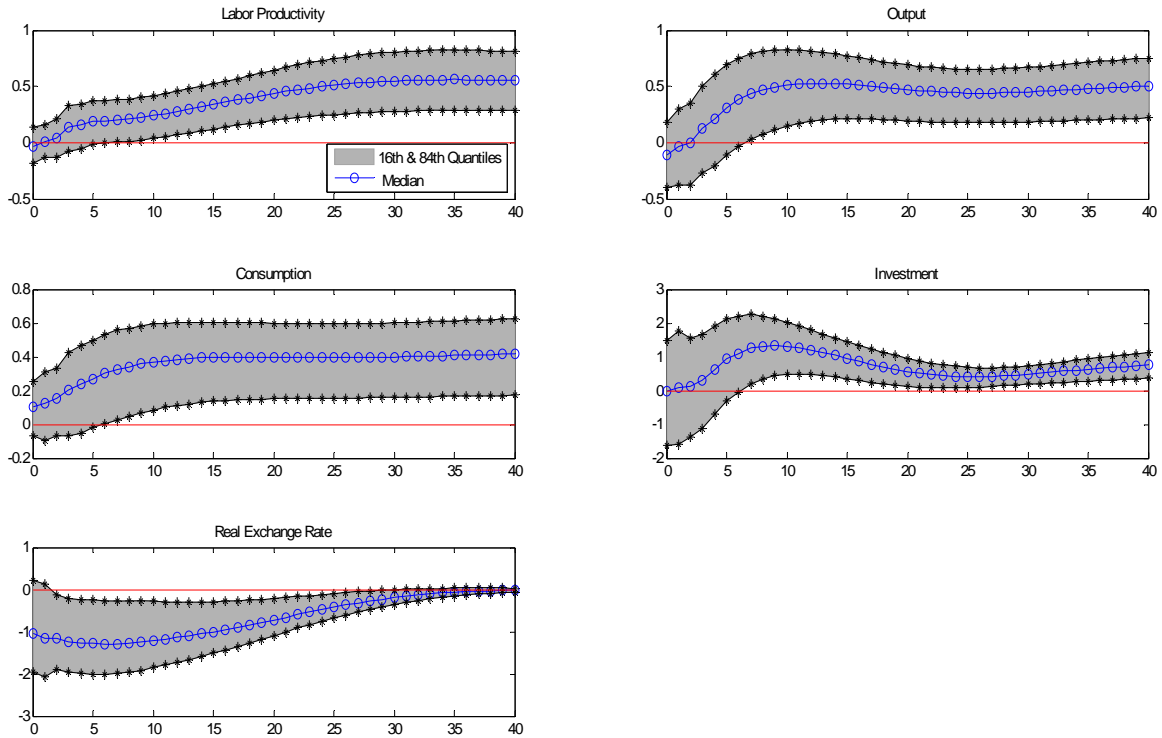 Labor Productivity
1
0.5
0
-0.5
0 5 10 15 20 25 30 35 40
16th & 84th Quantiles
Median
Output
1
0.5
0
-0.5
0 5 10 15 20 25 30 35 40
Consumption
0.8
0.6
0.4
0.2
0
-0.2
0 5 10 15 20 25 30 35 40
Investment
3
2
1
0
-1
-2
0 5 10 15 20 25 30 35 40
Real Exchange Rate
1
0
-1
-2
-3
0 5 10 15 20 25 30 35 40